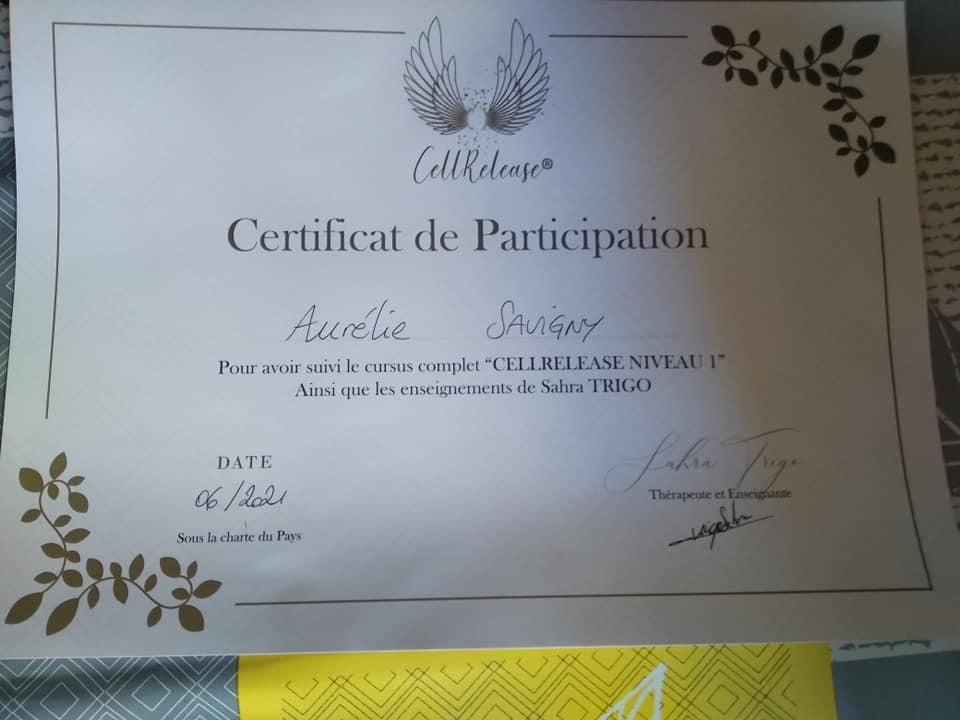 CellRelease®
Certificat de Participation
Aurélie SAVIGNY
Pour avoir suivi le cursus complet “CELLRELEASE NIVEAU 1”
Ainsi que les enseignements de Sahra TRIGO
DATE
06/2021
Sous la charte du Pays
Sahra Trigo
Thérapeute et Enseignante